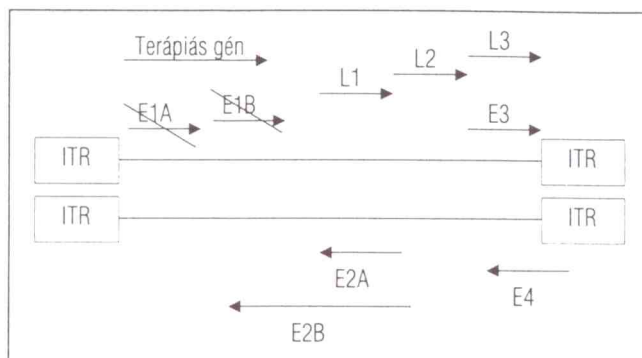 Terápiás gén
L1
L2
L3
E1A
E1B
E3
ITR
ITR
ITR
ITR
E2A
E4
E2B